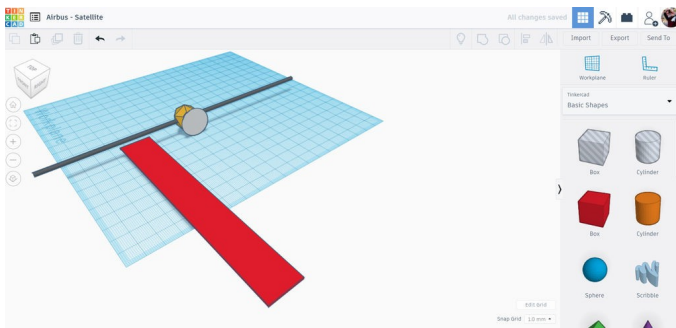 TIN
KER
CAD
Airbus - Satellite
All changes saved
Import
Export
Send To
Workplane
Ruler
Tinkercad
Basic Shapes
Box
Cylinder
Box
Cylinder
Sphere
Scribble
Edit Grid
Snap Grid
1.0 mm